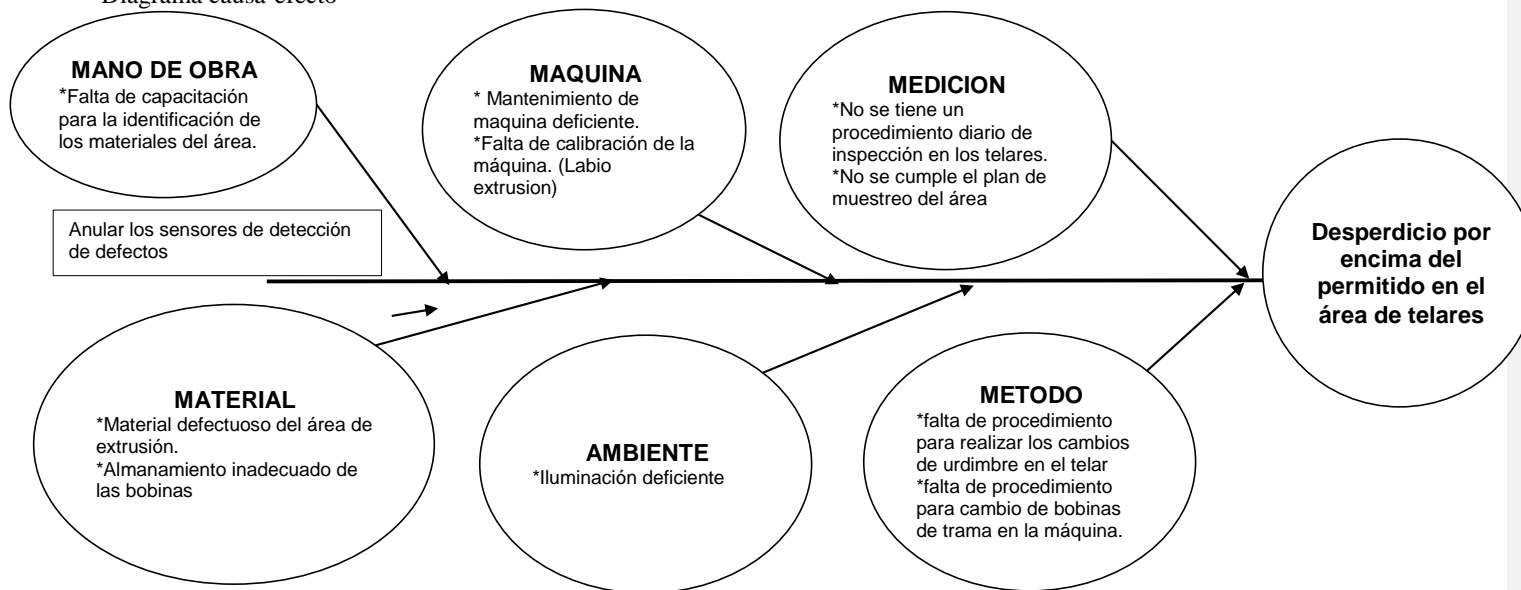 Diagrama causa-efecto
MANO DE OBRA
*Falta de capacitación
para la identificación de
los materiales del área.
MAQUINA
* Mantenimiento de
maquina deficiente.
*Falta de calibración de la
máquina. (Labio
extrusion)
MEDICION
*No se tiene un
procedimiento diario de
inspección en los telares.
*No se cumple el plan de
muestreo del área
Anular los sensores de detección
de defectos
Desperdicio por
encima del
permitido en el
área de telares
MATERIAL
*Material defectuoso del área de
extrusión.
*Almanamiento inadecuado de
las bobinas
AMBIENTE
*Iluminación deficiente
METODO
*falta de procedimiento
para realizar los cambios
de urdimbre en el telar
*falta de procedimiento
para cambio de bobinas
de trama en la máquina.